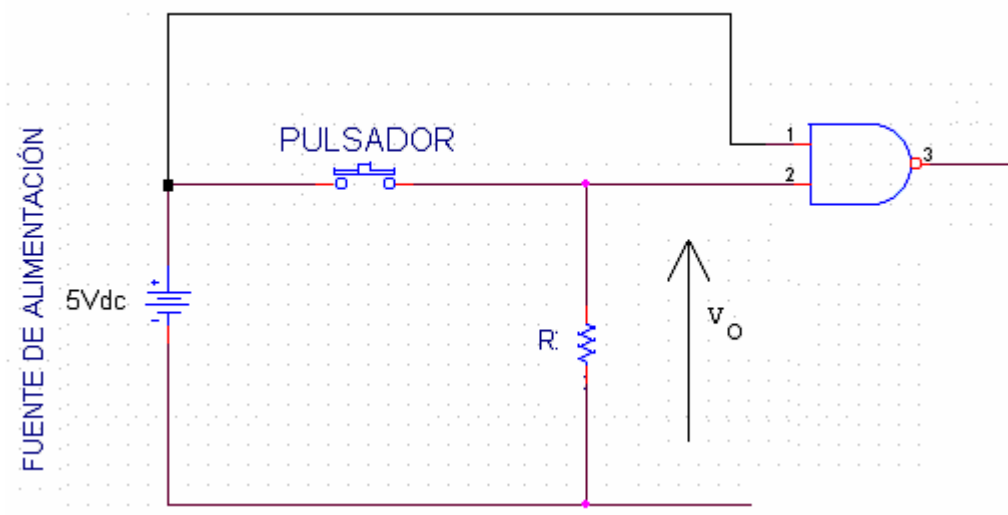 FUENTE DE ALIMENTACIÓN
PULSADOR
1
2
3
5Vdc
+
-
R:
v
O